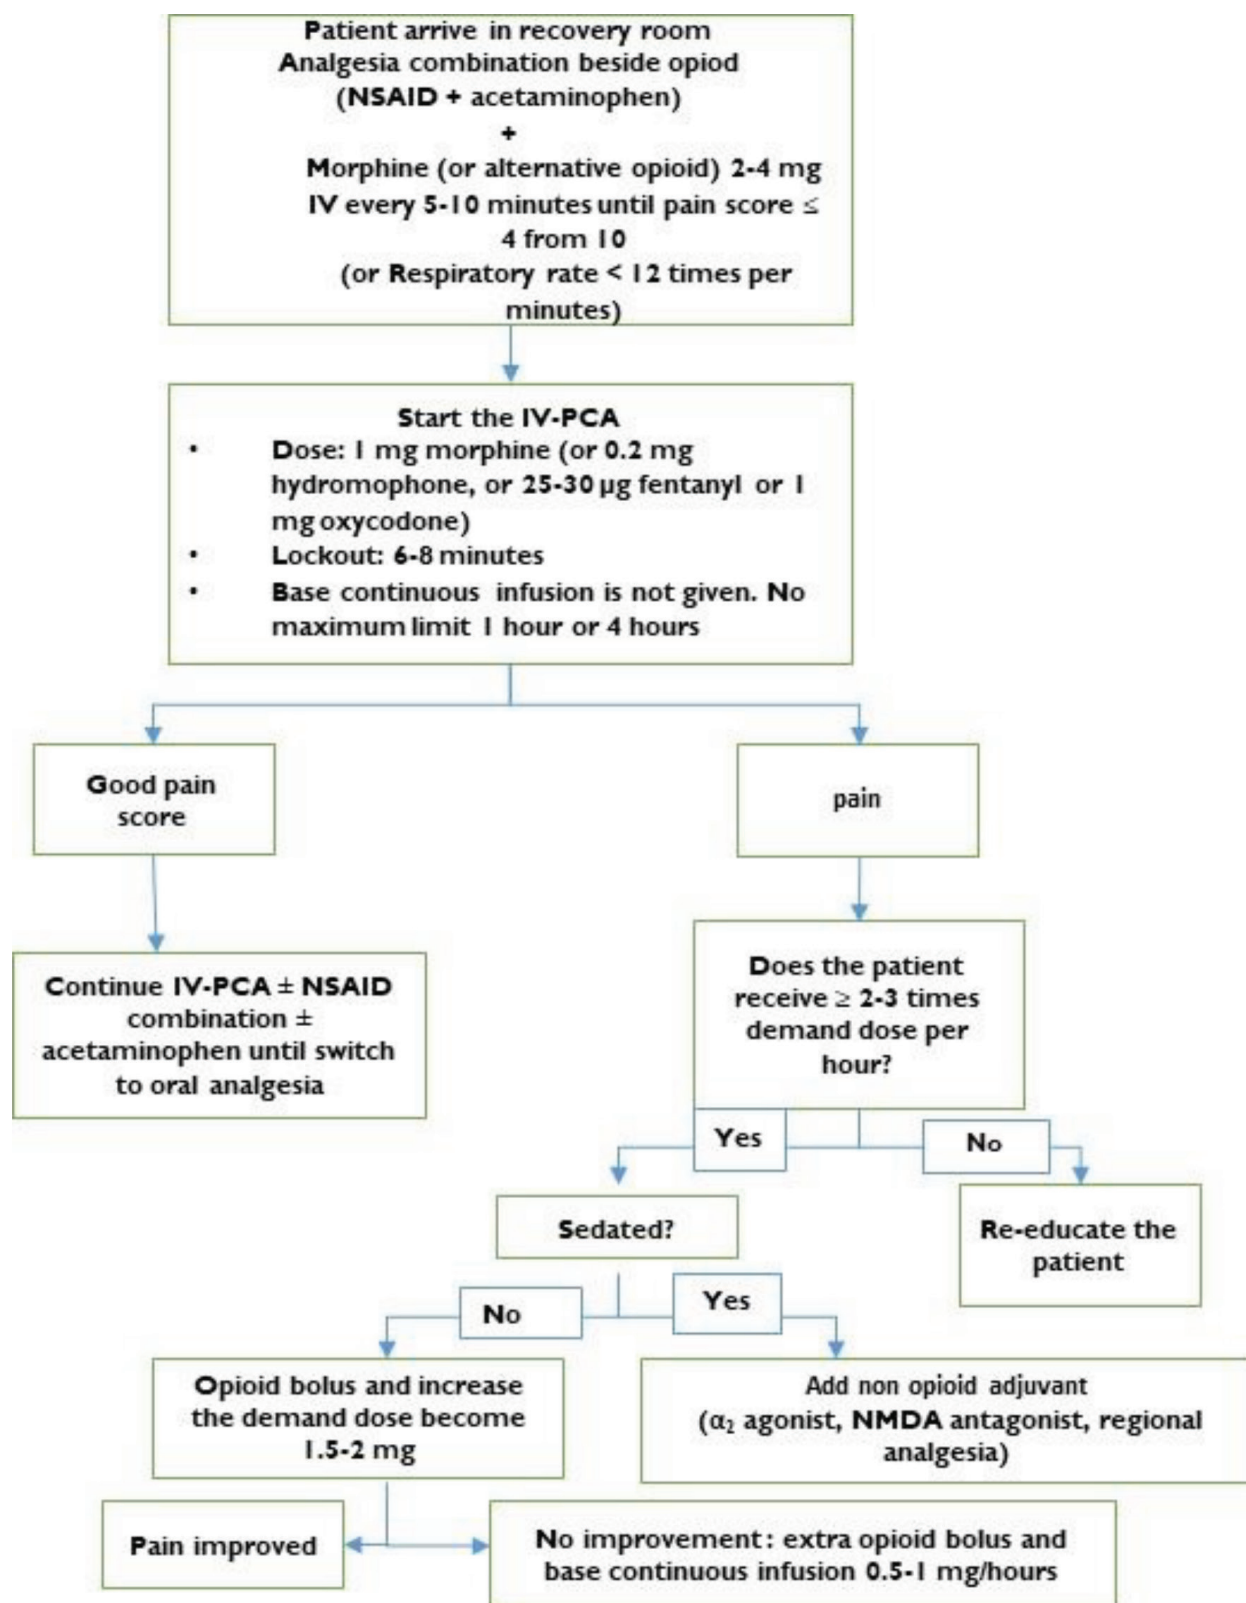 Patient arrive in recovery room
Analgesia combination beside opiod
(NSAID + acetaminophen)
+
Morphine (or alternative opioid) 2-4 mg
IV every 5-10 minutes until pain score ≤
4 from 10
(or Respiratory rate < 12 times per
minutes)
Start the IV-PCA
• Dose: 1 mg morphine (or 0.2 mg
hydromophone, or 25-30 µg fentanyl or 1
mg oxycodone)
• Lockout: 6-8 minutes
• Base continuous infusion is not given. No
maximum limit 1 hour or 4 hours
Good pain
score
pain
Continue IV-PCA ± NSAID
combination ±
acetaminophen until switch
to oral analgesia
Does the patient
receive ≥ 2-3 times
demand dose per
hour?
Yes
No
Sedated?
Re-educate the
patient
No
Yes
Opioid bolus and increase
the demand dose become
1.5-2 mg
Add non opioid adjuvant
(α₂ agonist, NMDA antagonist, regional
analgesia)
Pain improved
No improvement: extra opioid bolus and
base continuous infusion 0.5-1 mg/hours